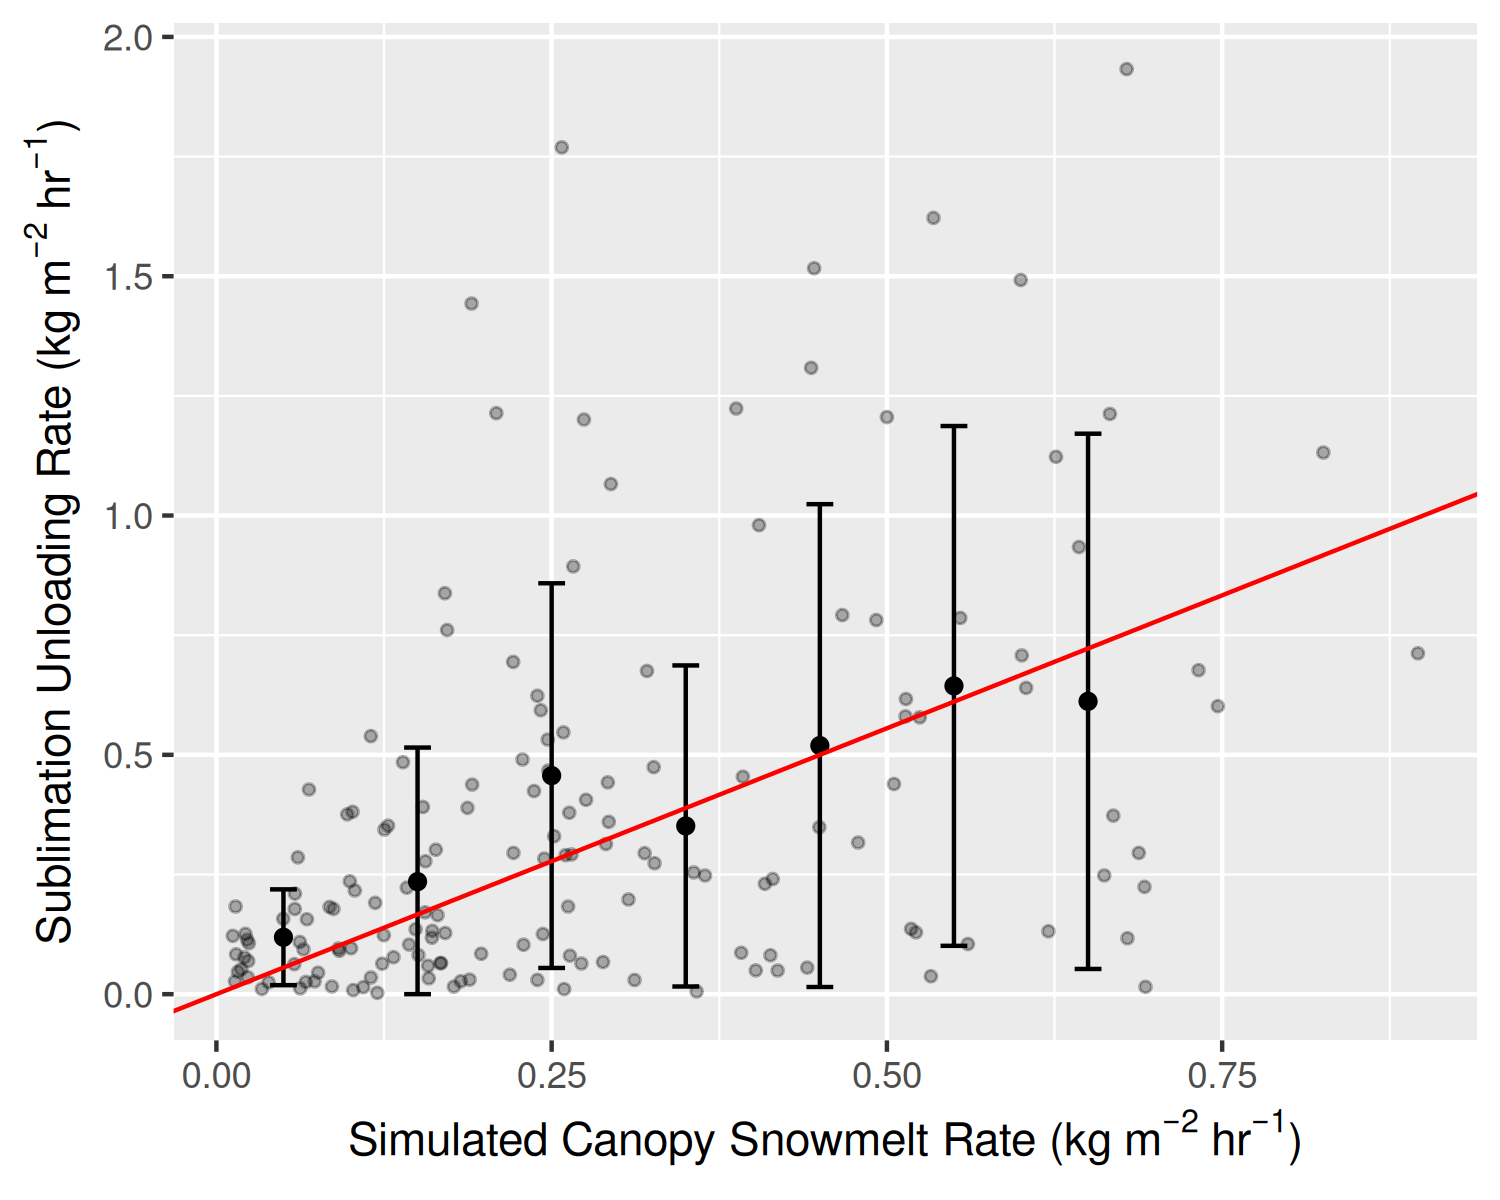 Sublimation Unloading Rate (kg m⁻² hr⁻¹)
2.0
1.5
1.0
0.5
0.0
0.00 0.25 0.50 0.75
Simulated Canopy Snowmelt Rate (kg m⁻² hr⁻¹)